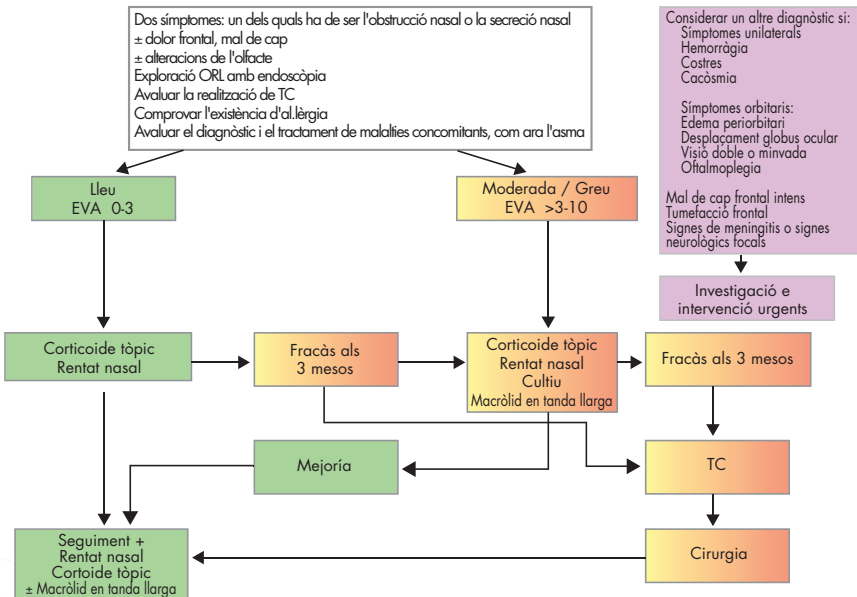 Dos símptomes: un dels quals ha de ser l'obstrucció nasal o la secreció nasal
± dolor frontal, mal de cap
± alteracions de l'olfacte
Exploració ORL amb endoscòpia
Avaluar la realització de TC
Comprovar l'existència d'al.lèrgia
Avaluar el diagnòstic i el tractament de malalties concomitants, com ara l'asma
Considerar un altre diagnòstic si:
Símptomes unilaterals
Hemorràgia
Costres
Cacòsmia
Símptomes orbitaris:
Edema periorbitari
Desplaçament globus ocular
Visió doble o minvada
Oftalmoplegia
Mal de cap frontal intens
Tumefacció frontal
Signes de meningitis o signes
neurològics focals
Investigació e
intervenció urgents
Lleu
EVA 0-3
Moderada / Greu
EVA >3-10
Corticoide tòpic
Rentat nasal
Fracàs als
3 mesos
Corticoide tòpic
Rentat nasal
Cultiu
Macròlid en tanda llarga
Fracàs als 3 mesos
Mejoría
TC
Seguiment +
Rentat nasal
Cortoide tòpic
± Macròlid en tanda llarga
Cirurgia